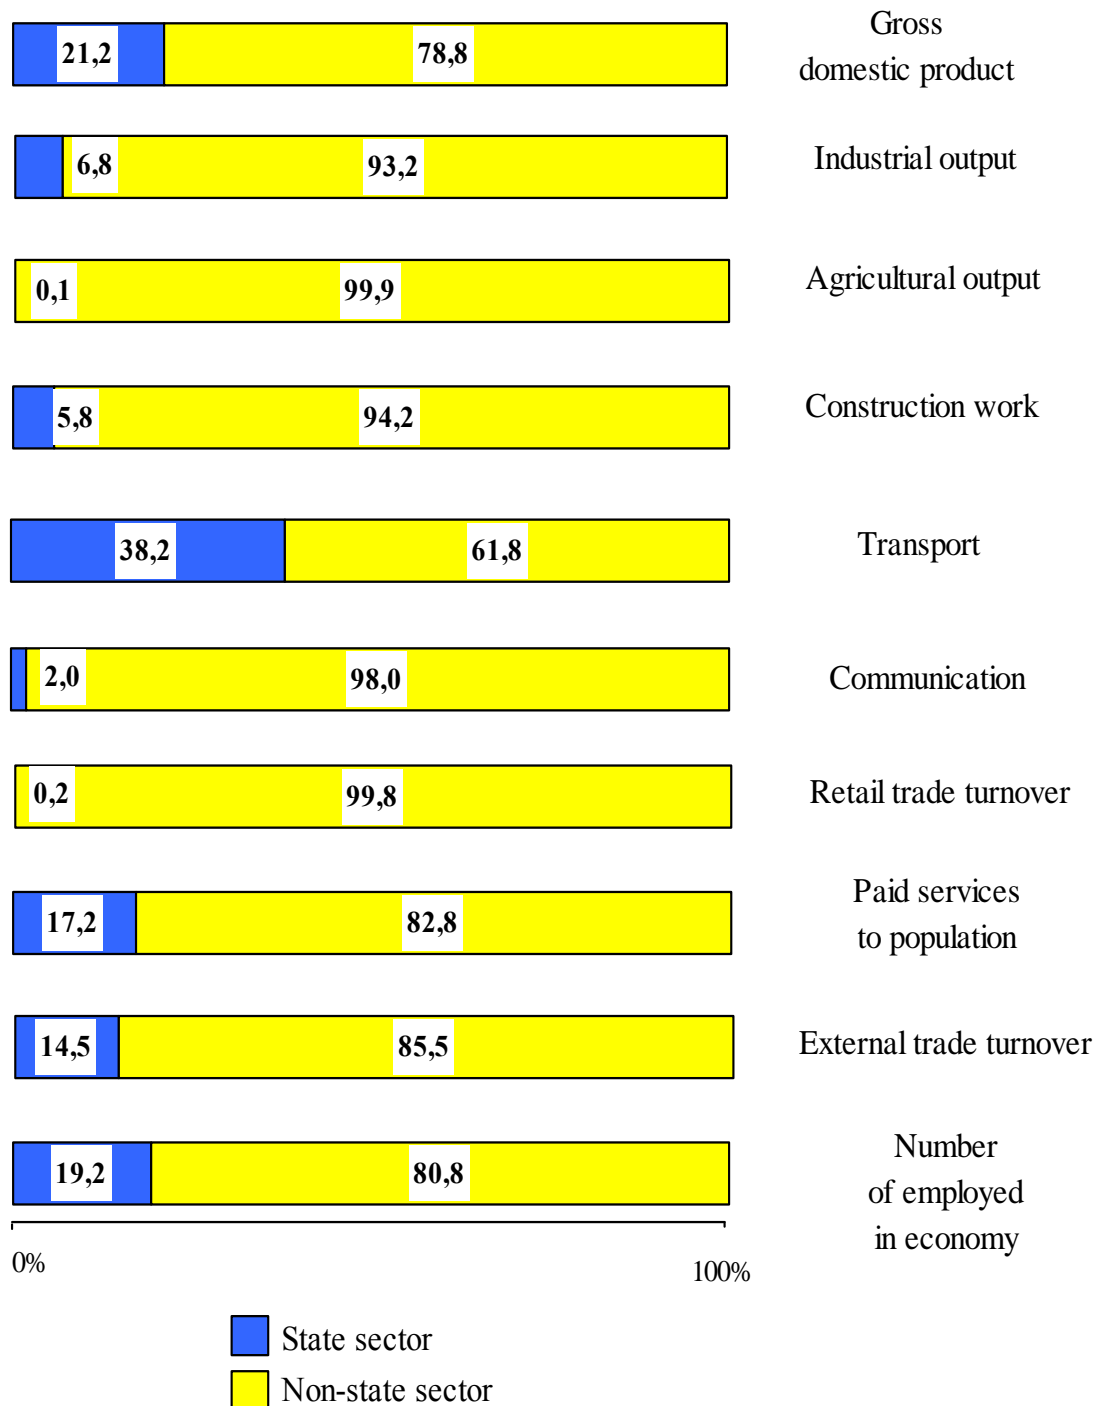 21,2 78,8 Gross
domestic product
6,8 93,2 Industrial output
0,1 99,9 Agricultural output
5,8 94,2 Construction work
38,2 61,8 Transport
2,0 98,0 Communication
0,2 99,8 Retail trade turnover
17,2 82,8 Paid services
to population
14,5 85,5 External trade turnover
19,2 80,8 Number
of employed
in economy
0% 100%
State sector
Non-state sector